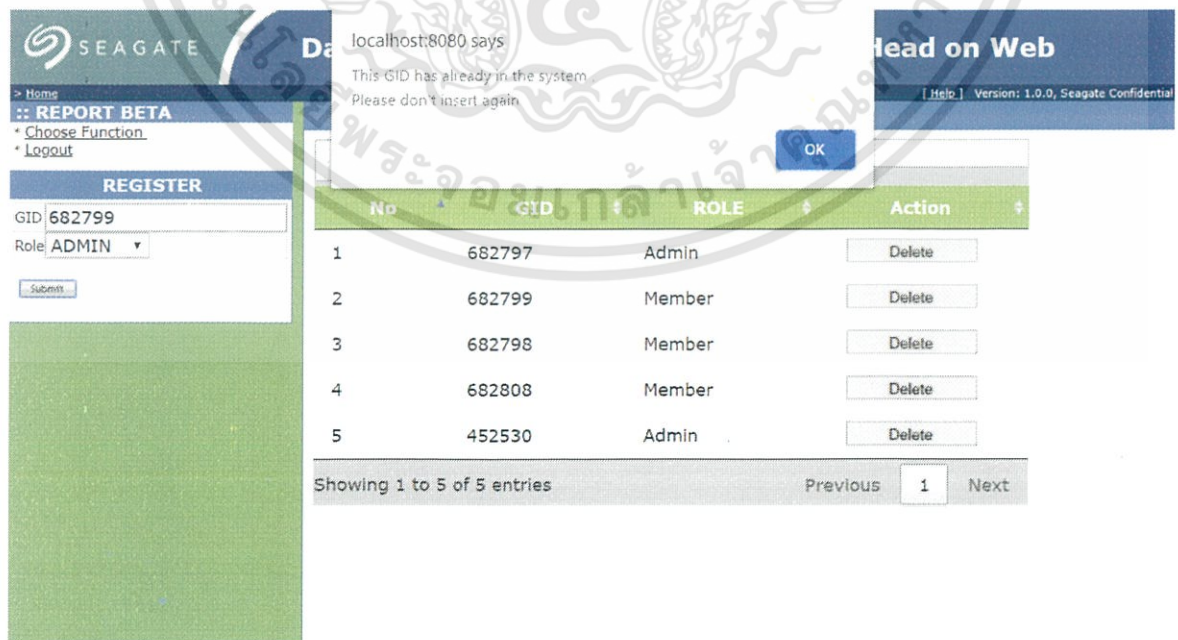 SEAGATE
Da
Head on Web
localhost:8080 says
This GID has already in the system .
Please don't insert again
OK
> Home
[ Help ] Version: 1.0.0, Seagate Confidential
:: REPORT BETA
* Choose Function
* Logout
REGISTER
GID 682799
Role ADMIN
Submit
No GID ROLE Action
1 682797 Admin Delete
2 682799 Member Delete
3 682798 Member Delete
4 682808 Member Delete
5 452530 Admin Delete
Showing 1 to 5 of 5 entries
Previous 1 Next